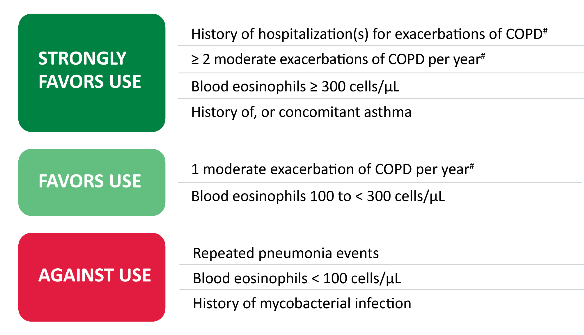 STRONGLY
FAVORS USE
History of hospitalization(s) for exacerbations of COPD#
≥ 2 moderate exacerbations of COPD per year#
Blood eosinophils ≥ 300 cells/µL
History of, or concomitant asthma
FAVORS USE
1 moderate exacerbation of COPD per year#
Blood eosinophils 100 to < 300 cells/µL
AGAINST USE
Repeated pneumonia events
Blood eosinophils < 100 cells/µL
History of mycobacterial infection